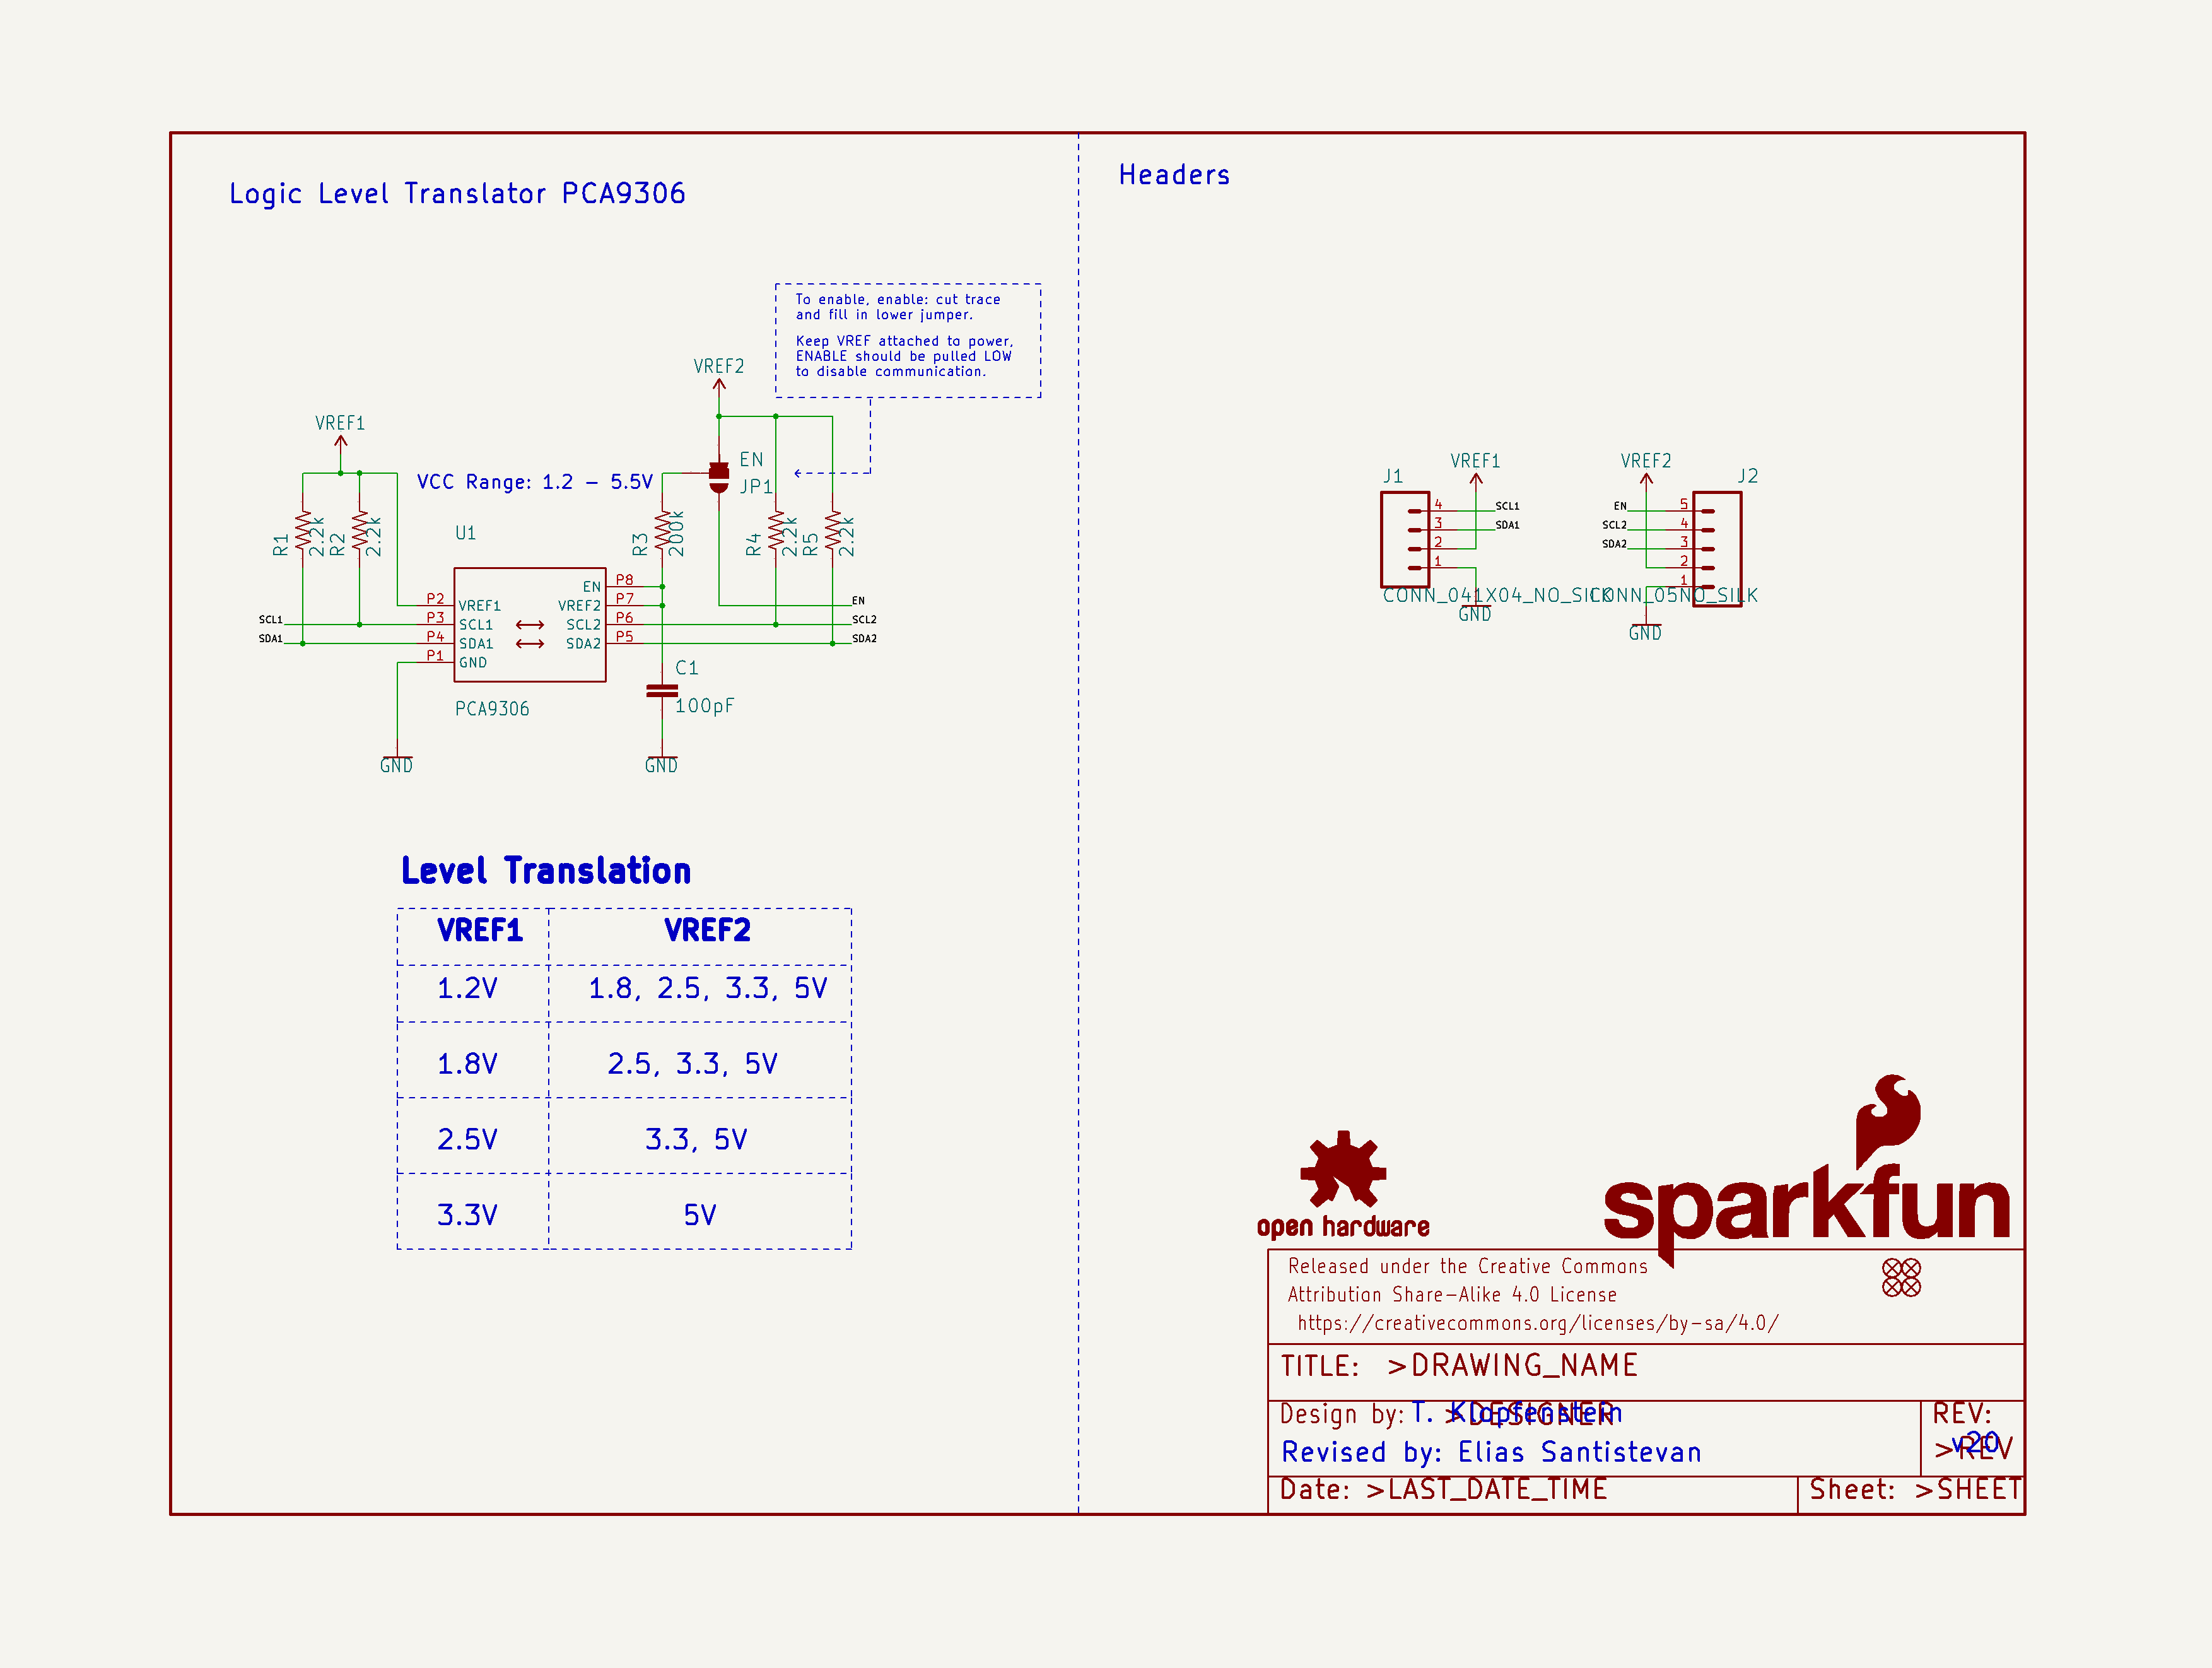 Logic Level Translator PCA9306
Headers
To enable, enable: cut trace
and fill in lower jumper.
Keep VREF attached to power,
ENABLE should be pulled LOW
to disable communication.
VREF2
VREF1
VCC Range: 1.2 - 5.5V
EN
JP1
R1
2.2k
R2
2.2k
R3
200k
R4
2.2k
R5
2.2k
U1
P2
VREF1
P3
SCL1
P4
SDA1
P1
GND
EN
P8
VREF2
P7
SCL2
P6
SDA2
P5
SCL1
SDA1
EN
SCL2
SDA2
C1
100pF
PCA9306
GND
GND
J1
VREF1
4
SCL1
3
SDA1
2
1
CONN_041X04_NO_SILK
GND
VREF2
J2
EN
5
SCL2
4
SDA2
3
2
1
CONN_05NO_SILK
GND
Level Translation
VREF1 VREF2
1.2V 1.8, 2.5, 3.3, 5V
1.8V 2.5, 3.3, 5V
2.5V 3.3, 5V
3.3V 5V
open hardware
sparkfun
Released under the Creative Commons
Attribution Share-Alike 4.0 License
https://creativecommons.org/licenses/by-sa/4.0/
TITLE: >DRAWING_NAME
Design by: T. Klopfenstein
>DESIGNER
Revised by: Elias Santistevan
REV:
v20
>REV
Date: >LAST_DATE_TIME
Sheet: >SHEET